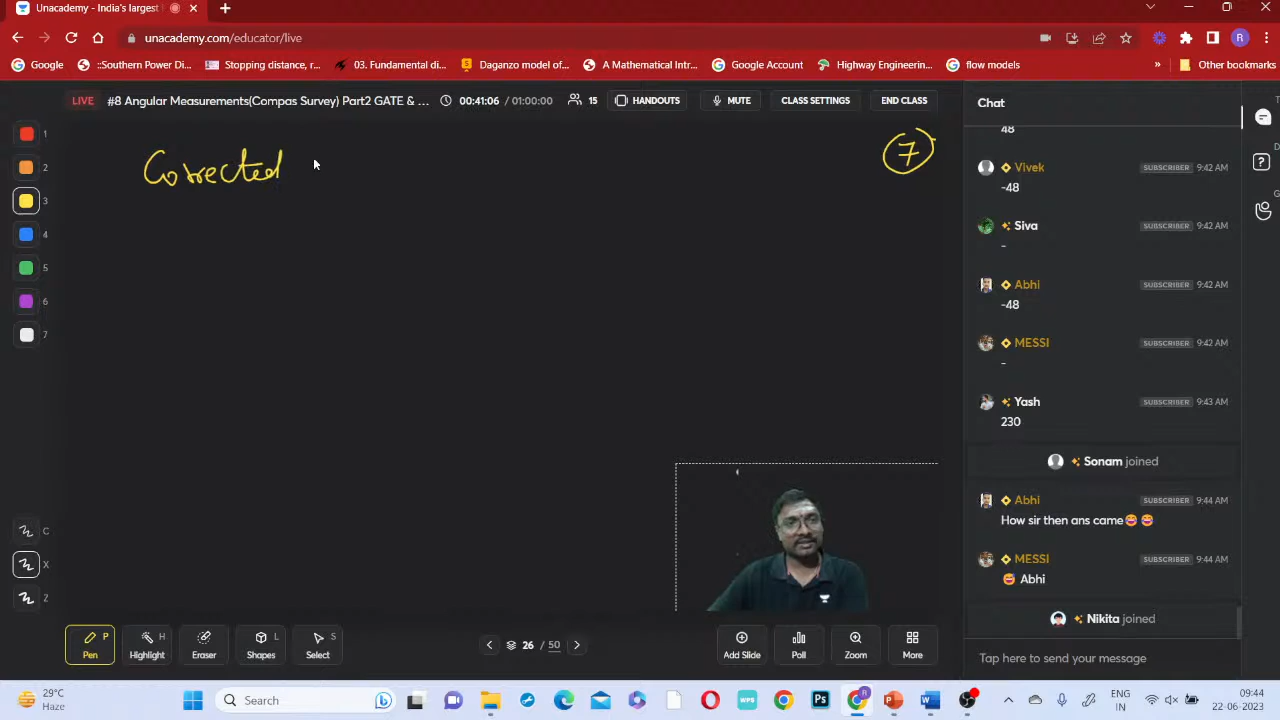 Unacademy - India's largest
unacademy.com/educator/live
Google
::Southern Power Di...
Stopping distance, r...
03. Fundamental di...
Daganzo model of...
A Mathematical Intr...
Google Account
Highway Engineerin...
flow models
»
Other bookmarks
LIVE
#8 Angular Measurements(Compas Survey) Part2 GATE & ...
00:41:06 / 01:00:00
15
HANDOUTS
MUTE
CLASS SETTINGS
END CLASS
Chat
48
Vivek SUBSCRIBER 9:42 AM
-48
Siva SUBSCRIBER 9:42 AM
-
Abhi SUBSCRIBER 9:42 AM
-48
MESSI SUBSCRIBER 9:42 AM
-
Yash SUBSCRIBER 9:43 AM
230
Sonam joined
Abhi SUBSCRIBER 9:44 AM
How sir then ans came😅 😅
MESSI SUBSCRIBER 9:44 AM
😅 Abhi
Nikita joined
Tap here to send your message
Corrected
7
1
2
3
4
5
6
7
C
X
Z
Pen P
Highlight H
Eraser
Shapes L
Select S
26 / 50
Add Slide
Poll
Zoom
More
29°C
Haze
Search
ENG
IN
09:44
22-06-2023